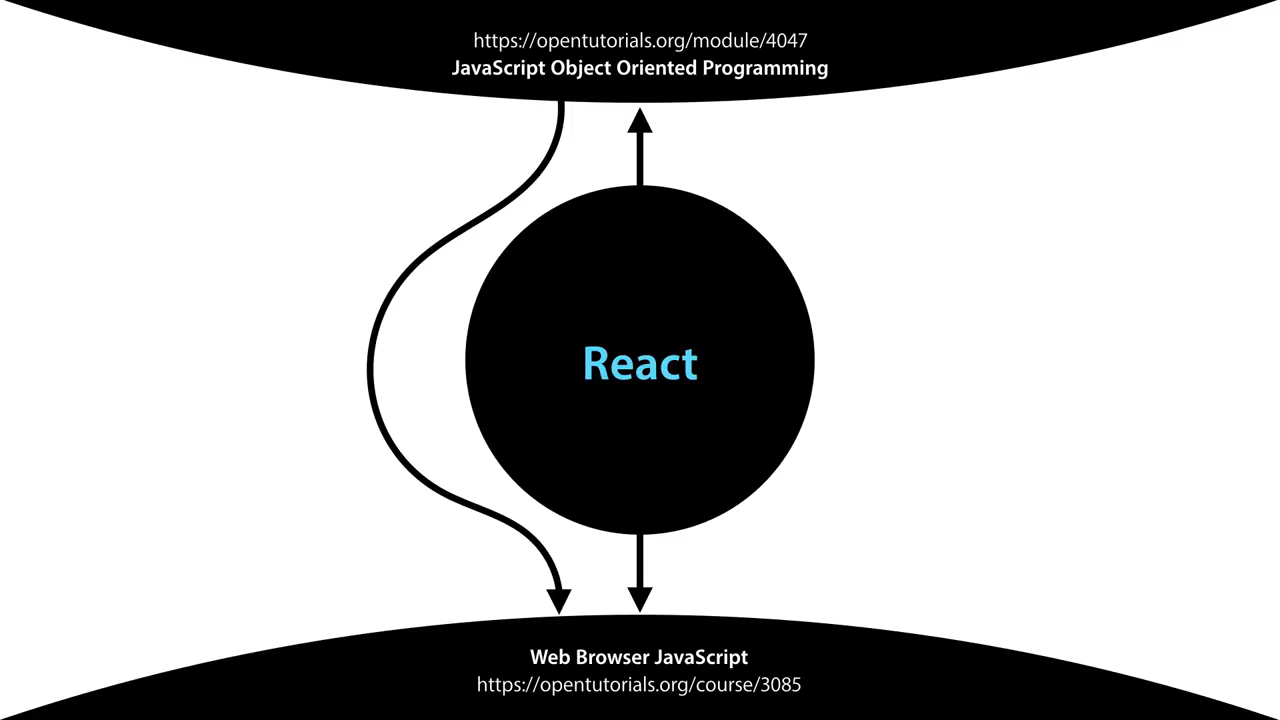 https://opentutorials.org/module/4047
JavaScript Object Oriented Programming
React
Web Browser JavaScript
https://opentutorials.org/course/3085